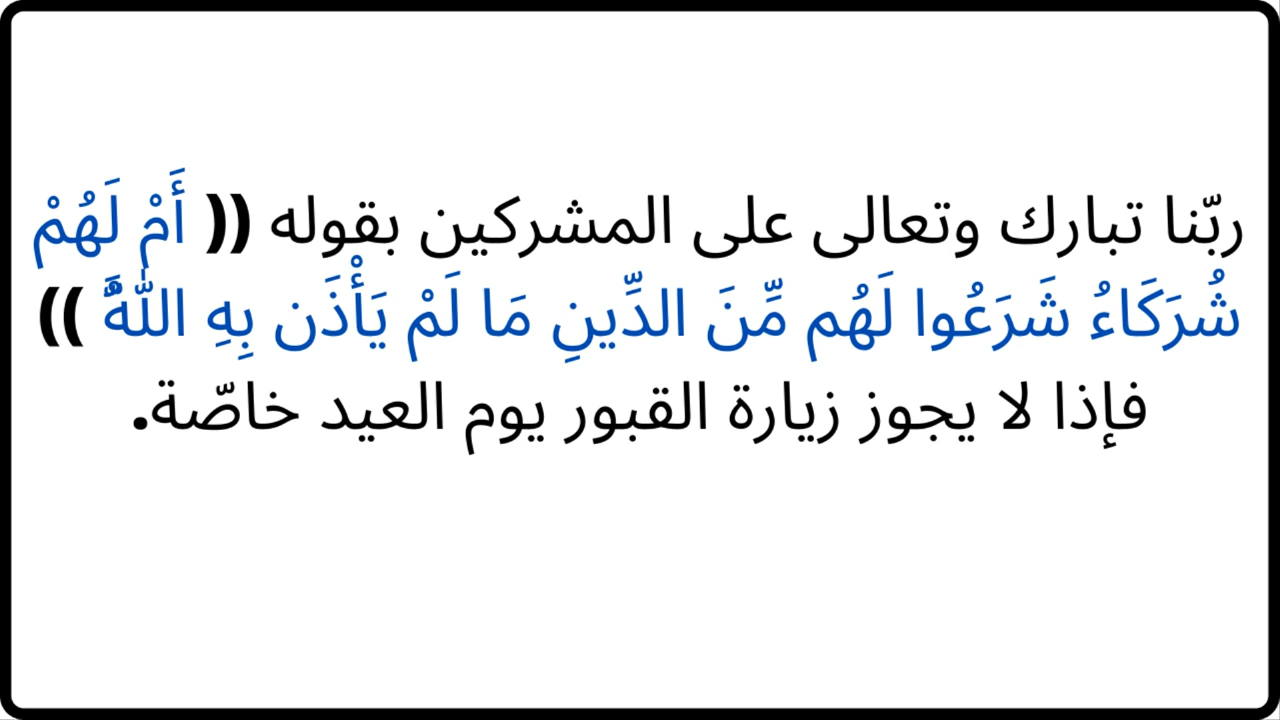 ربّنا تبارك وتعالى على المشركين بقوله (( أَمْ لَهُمْ
شُرَكَاءُ شَرَعُوا لَهُم مِّنَ الدِّينِ مَا لَمْ يَأْذَن بِهِ اللَّهُ ))
فإذا لا يجوز زيارة القبور يوم العيد خاصّة.